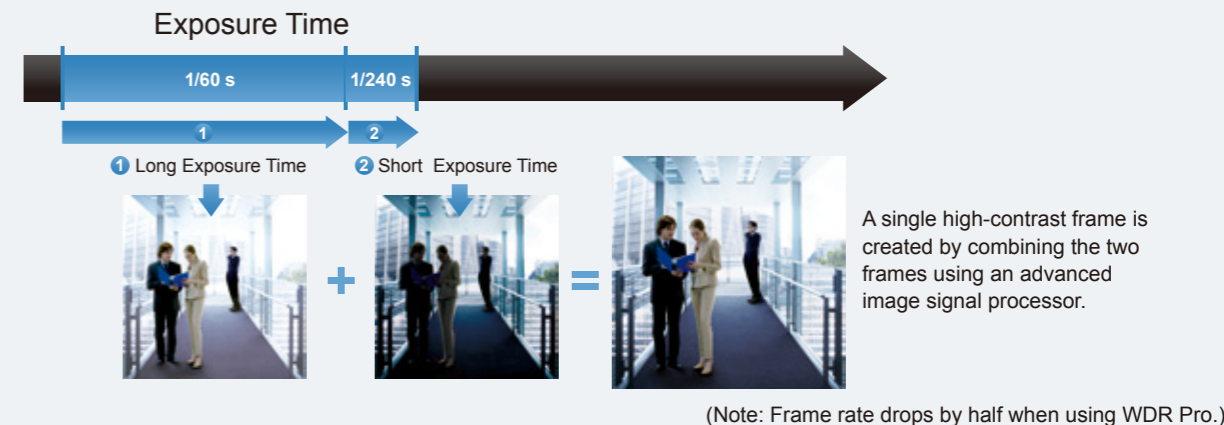 Exposure Time
1/60 s
1/240 s
1
2
1 Long Exposure Time
2 Short Exposure Time
A single high-contrast frame is
created by combining the two
frames using an advanced
image signal processor.
+
=
(Note: Frame rate drops by half when using WDR Pro.)